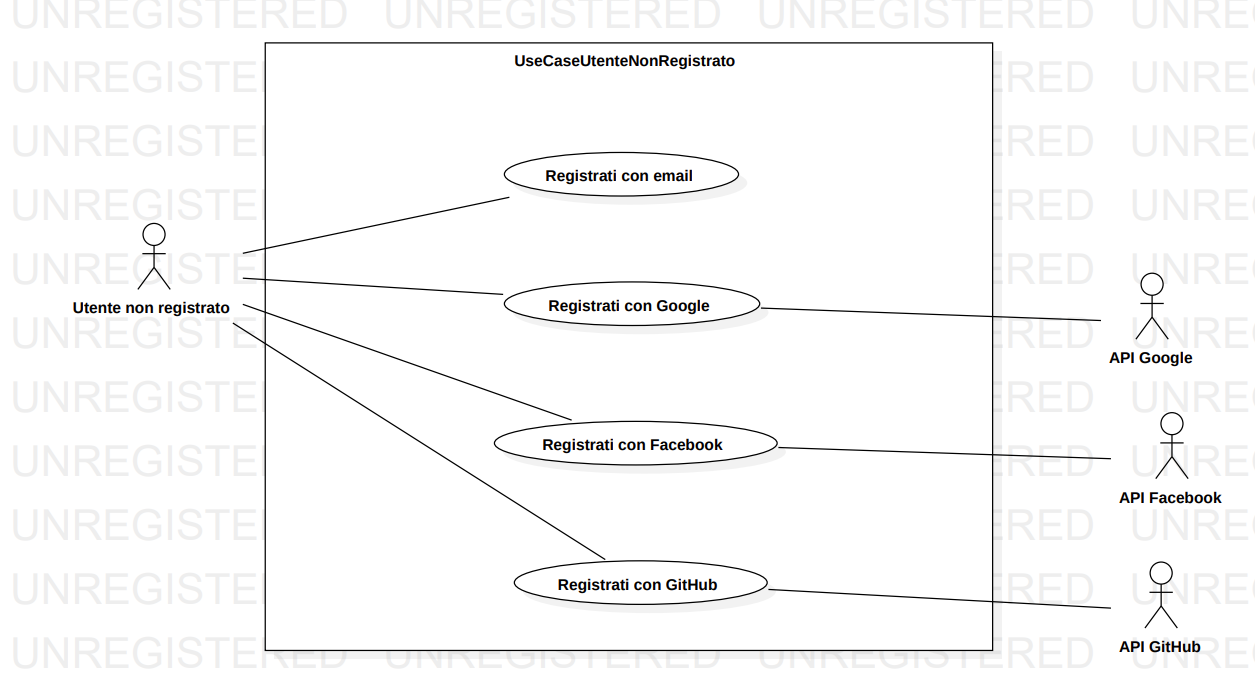 UNREGISTERED UNREGISTERED UNREGISTERED UNRE
UseCaseUtenteNonRegistrato
Registrati con email
Utente non registrato
Registrati con Google
API Google
Registrati con Facebook
API Facebook
Registrati con GitHub
API GitHub